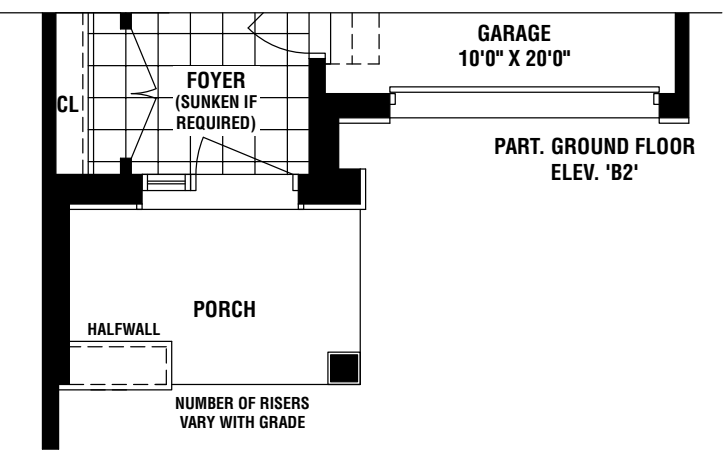 GARAGE
10'0" X 20'0"
FOYER
(SUNKEN IF
REQUIRED)
CL
PART. GROUND FLOOR
ELEV. 'B2'
PORCH
HALFWALL
NUMBER OF RISERS
VARY WITH GRADE